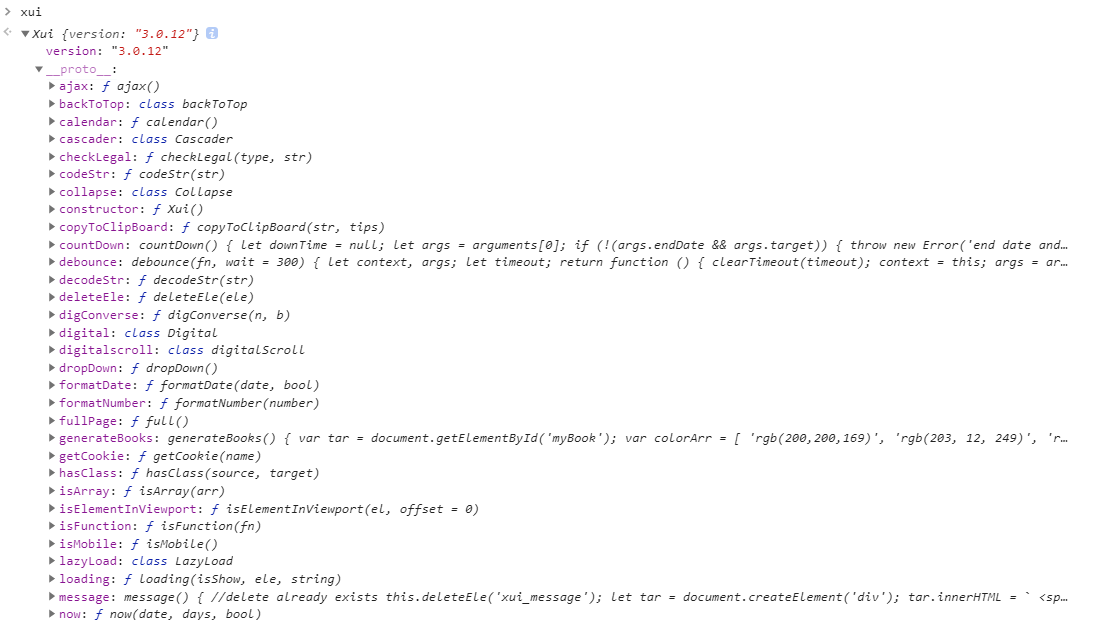 > xui
Xui {version: "3.0.12"} i
version: "3.0.12"
__proto__:
ajax: ƒ ajax()
backToTop: class backToTop
calendar: ƒ calendar()
cascader: class Cascader
checkLegal: ƒ checkLegal(type, str)
codeStr: ƒ codeStr(str)
collapse: class Collapse
constructor: ƒ Xui()
copyToClipBoard: ƒ copyToClipBoard(str, tips)
countDown: countDown() { let downTime = null; let args = arguments[0]; if (!(args.endDate && args.target)) { throw new Error('end date and…
debounce: debounce(fn, wait = 300) { let context, args; let timeout; return function () { clearTimeout(timeout); context = this; args = ar…
decodeStr: ƒ decodeStr(str)
deleteEle: ƒ deleteEle(ele)
digConverse: ƒ digConverse(n, b)
digital: class Digital
digitalscroll: class digitalScroll
dropDown: ƒ dropDown()
formatDate: ƒ formatDate(date, bool)
formatNumber: ƒ formatNumber(number)
fullPage: ƒ full()
generateBooks: generateBooks() { var tar = document.getElementById('myBook'); var colorArr = [ 'rgb(200,200,169)', 'rgb(203, 12, 249)', 'r…
getCookie: ƒ getCookie(name)
hasClass: ƒ hasClass(source, target)
isArray: ƒ isArray(arr)
isElementInViewport: ƒ isElementInViewport(el, offset = 0)
isFunction: ƒ isFunction(fn)
isMobile: ƒ isMobile()
lazyLoad: class LazyLoad
loading: ƒ loading(isShow, ele, string)
message: message() { //delete already exists this.deleteEle('xui_message'); let tar = document.createElement('div'); tar.innerHTML = ` <sp…
now: ƒ now(date, days, bool)